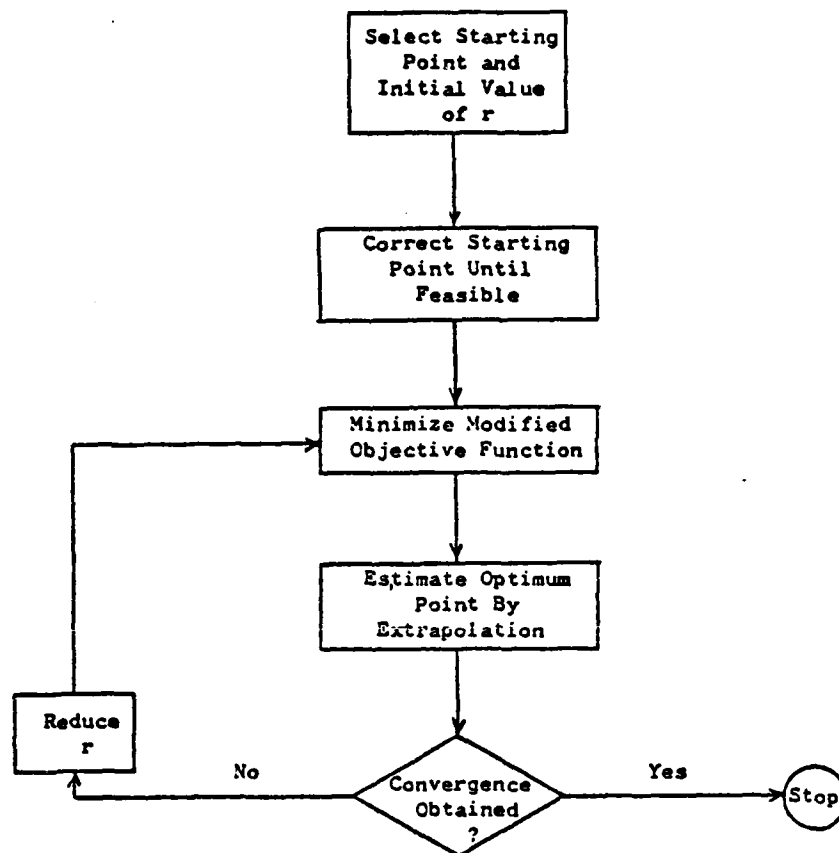 Select Starting
Point and
Initial Value
of r
Correct Starting
Point Until
Feasible
Minimize Modified
Objective Function
Estimate Optimum
Point By
Extrapolation
Reduce
r
No
Convergence
Obtained
?
Yes
Stop